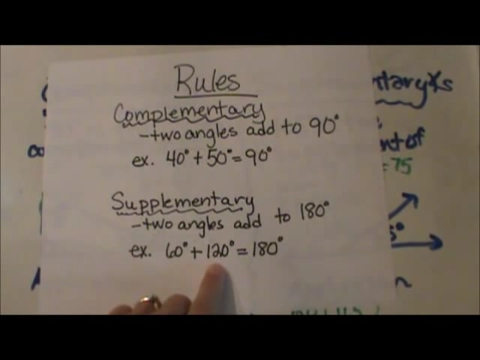 Rules
Complementary
-two angles add to 90°
ex. 40° + 50° = 90°
Supplementary
-two angles add to 180°
ex. 60° + 120° = 180°
=75